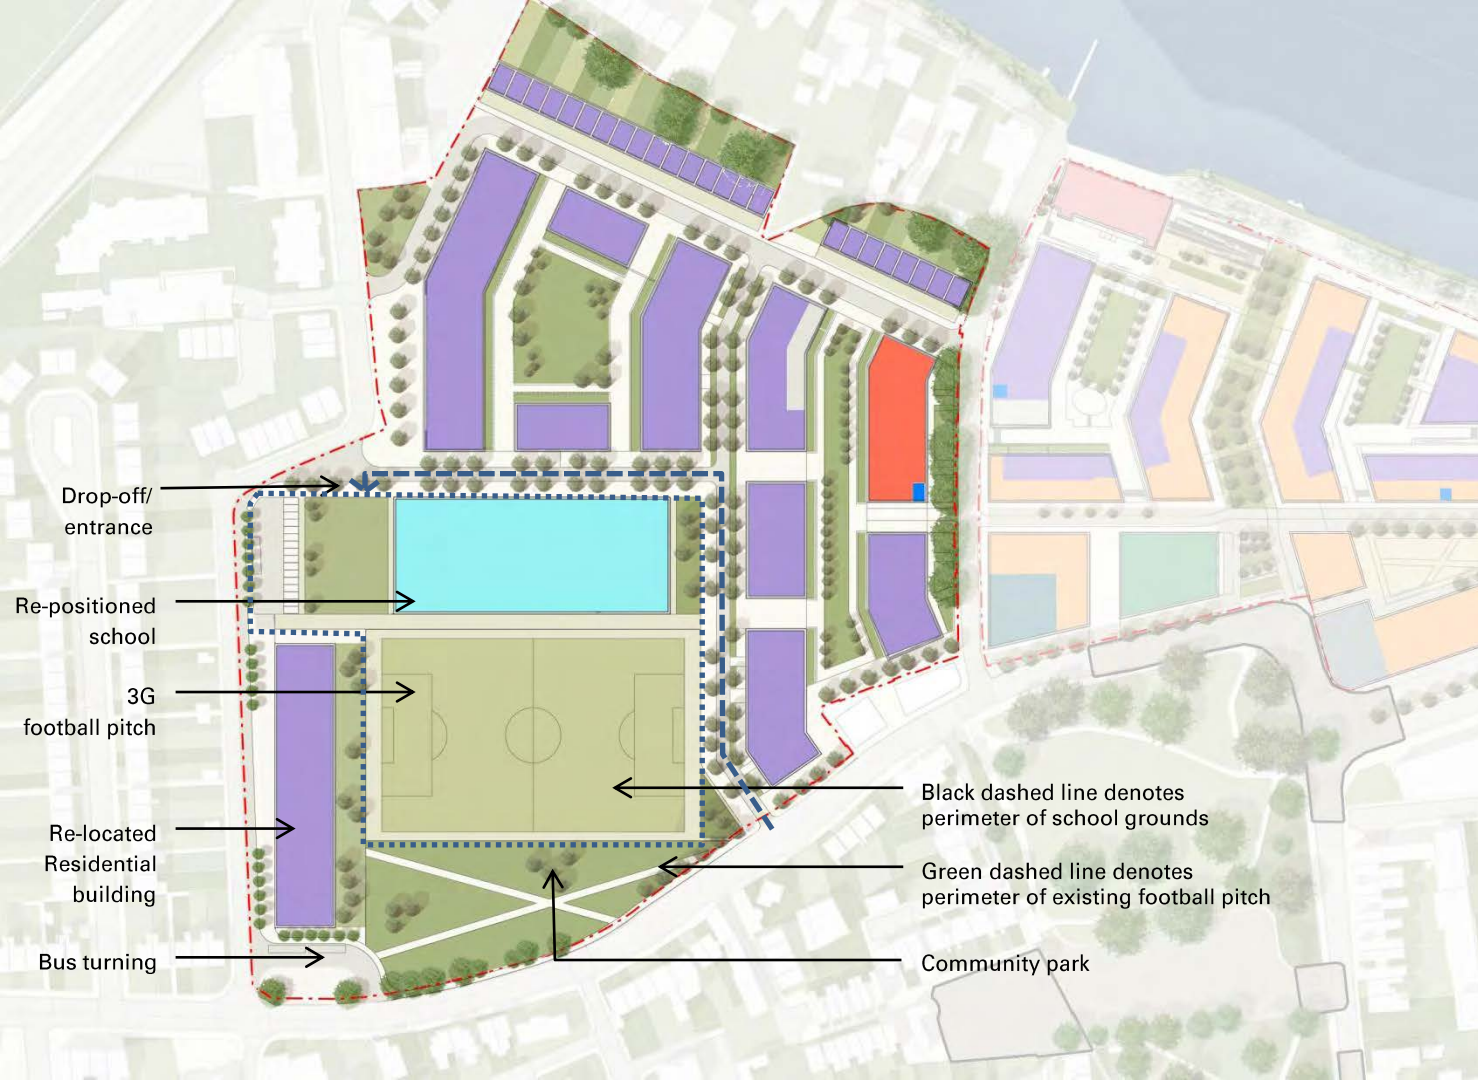 Drop-off/
entrance
Re-positioned
school
3G
football pitch
Re-located
Residential
building
Bus turning
Black dashed line denotes
perimeter of school grounds
Green dashed line denotes
perimeter of existing football pitch
Community park